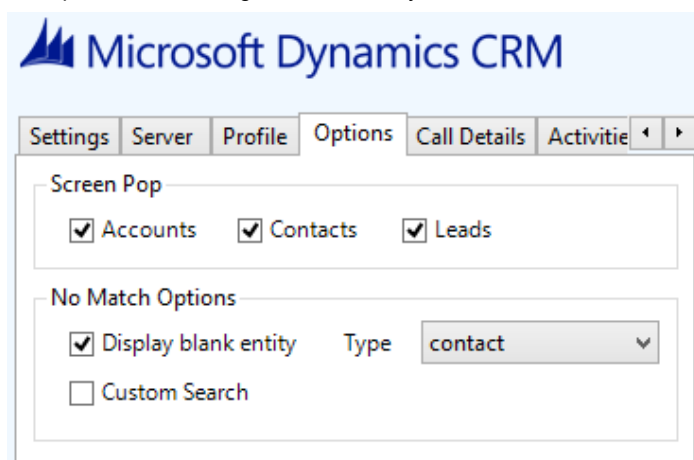 Microsoft Dynamics CRM
Settings Server Profile Options Call Details Activitie
Screen Pop
Accounts Contacts Leads
No Match Options
Display blank entity Type contact
Custom Search